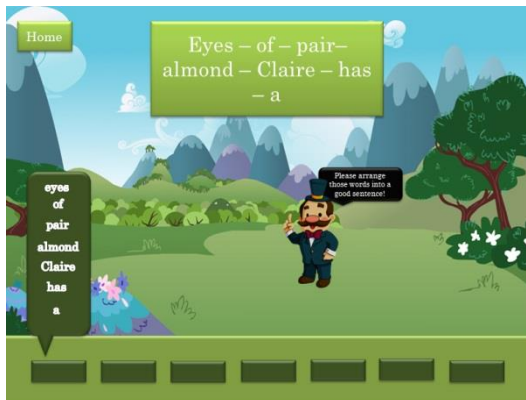 Home
Eyes – of – pair–
almond – Claire – has
– a
Please arrange
those words into a
good sentence!
eyes
of
pair
almond
Claire
has
a